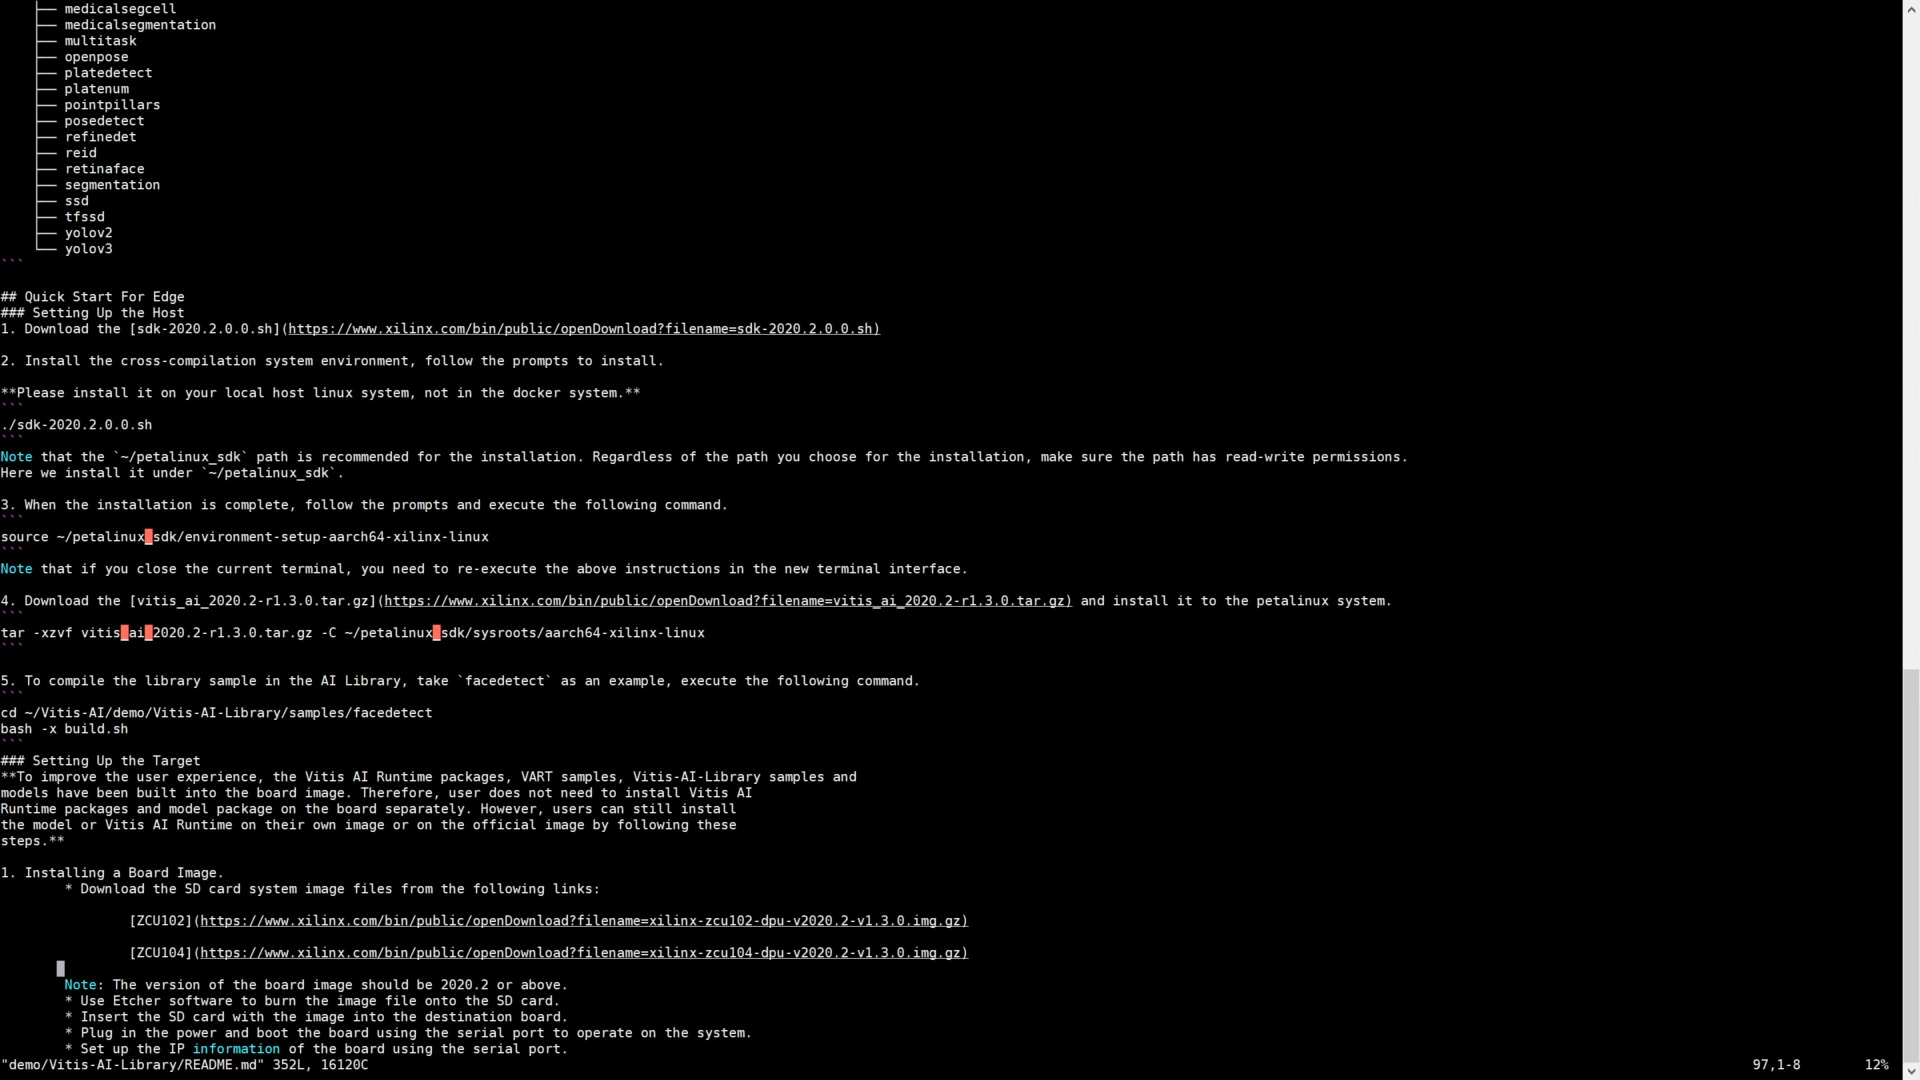 ├── medicalsegcell
├── medicalsegmentation
├── multitask
├── openpose
├── platedetect
├── platenum
├── pointpillars
├── posedetect
├── refinedet
├── reid
├── retinaface
├── segmentation
├── ssd
├── tfssd
├── yolov2
└── yolov3
```
## Quick Start For Edge
### Setting Up the Host
1. Download the [sdk-2020.2.0.0.sh](https://www.xilinx.com/bin/public/openDownload?filename=sdk-2020.2.0.0.sh)
2. Install the cross-compilation system environment, follow the prompts to install.
**Please install it on your local host linux system, not in the docker system.**
```
./sdk-2020.2.0.0.sh
```
Note that the `~/petalinux_sdk` path is recommended for the installation. Regardless of the path you choose for the installation, make sure the path has read-write permissions.
Here we install it under `~/petalinux_sdk`.
3. When the installation is complete, follow the prompts and execute the following command.
```
source ~/petalinux_sdk/environment-setup-aarch64-xilinx-linux
```
Note that if you close the current terminal, you need to re-execute the above instructions in the new terminal interface.
4. Download the [vitis_ai_2020.2-r1.3.0.tar.gz](https://www.xilinx.com/bin/public/openDownload?filename=vitis_ai_2020.2-r1.3.0.tar.gz) and install it to the petalinux system.
```
tar -xzvf vitis_ai_2020.2-r1.3.0.tar.gz -C ~/petalinux_sdk/sysroots/aarch64-xilinx-linux
```
5. To compile the library sample in the AI Library, take `facedetect` as an example, execute the following command.
```
cd ~/Vitis-AI/demo/Vitis-AI-Library/samples/facedetect
bash -x build.sh
```
### Setting Up the Target
**To improve the user experience, the Vitis AI Runtime packages, VART samples, Vitis-AI-Library samples and
models have been built into the board image. Therefore, user does not need to install Vitis AI
Runtime packages and model package on the board separately. However, users can still install
the model or Vitis AI Runtime on their own image or on the official image by following these
steps.**
1. Installing a Board Image.
* Download the SD card system image files from the following links:
[ZCU102](https://www.xilinx.com/bin/public/openDownload?filename=xilinx-zcu102-dpu-v2020.2-v1.3.0.img.gz)
[ZCU104](https://www.xilinx.com/bin/public/openDownload?filename=xilinx-zcu104-dpu-v2020.2-v1.3.0.img.gz)
Note: The version of the board image should be 2020.2 or above.
* Use Etcher software to burn the image file onto the SD card.
* Insert the SD card with the image into the destination board.
* Plug in the power and boot the board using the serial port to operate on the system.
* Set up the IP information of the board using the serial port.
"demo/Vitis-AI-Library/README.md" 352L, 16120C 97,1-8 12%